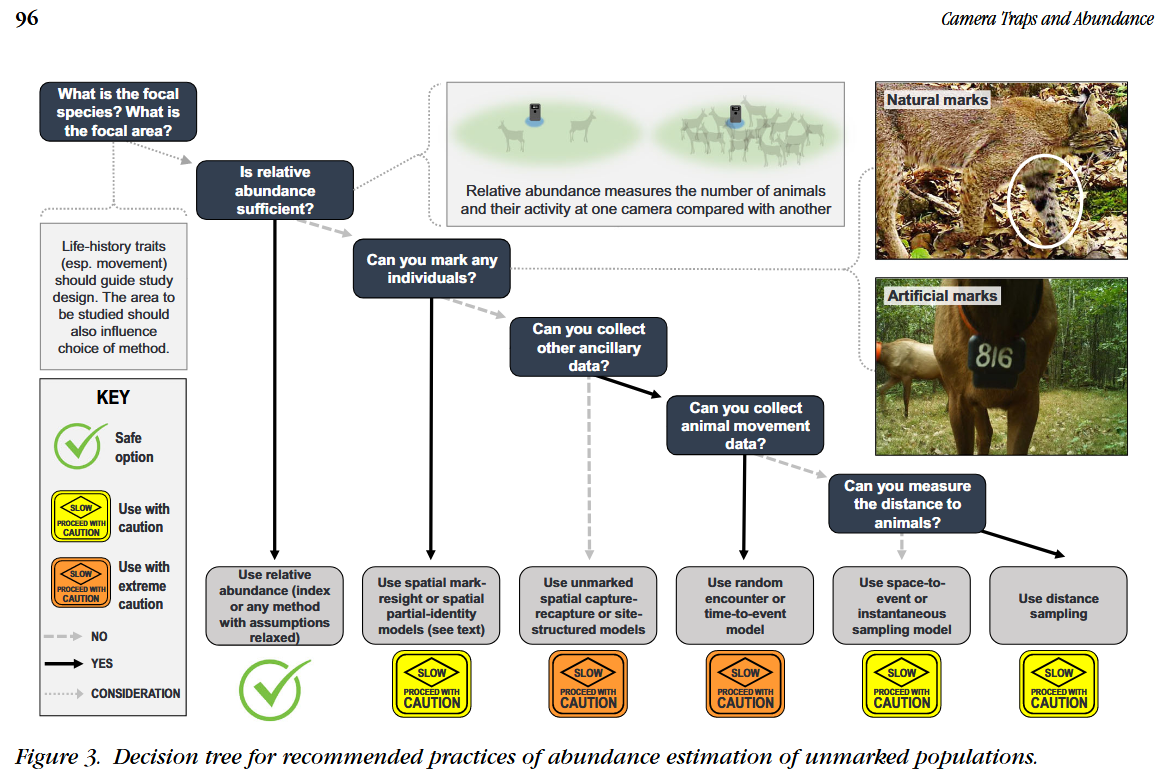 96
Camera Traps and Abundance
What is the focal
species? What is
the focal area?
Is relative
abundance
sufficient?
Relative abundance measures the number of animals
and their activity at one camera compared with another
Natural marks
Life-history traits
(esp. movement)
should guide study
design. The area to
be studied should
also influence
choice of method.
Can you mark any
individuals?
Artificial marks
816
Can you collect
other ancillary
data?
Can you collect
animal movement
data?
Can you measure
the distance to
animals?
KEY
Safe
option
SLOW
PROCEED WITH
CAUTION
Use with
caution
SLOW
PROCEED WITH
CAUTION
Use with
extreme
caution
NO
YES
CONSIDERATION
Use relative
abundance (index
or any method
with assumptions
relaxed)
Use spatial mark-
resight or spatial
partial-identity
models (see text)
SLOW
PROCEED WITH
CAUTION
Use unmarked
spatial capture-
recapture or site-
structured models
SLOW
PROCEED WITH
CAUTION
Use random
encounter or
time-to-event
model
SLOW
PROCEED WITH
CAUTION
Use space-to-
event or
instantaneous
sampling model
SLOW
PROCEED WITH
CAUTION
Use distance
sampling
SLOW
PROCEED WITH
CAUTION
Figure 3. Decision tree for recommended practices of abundance estimation of unmarked populations.